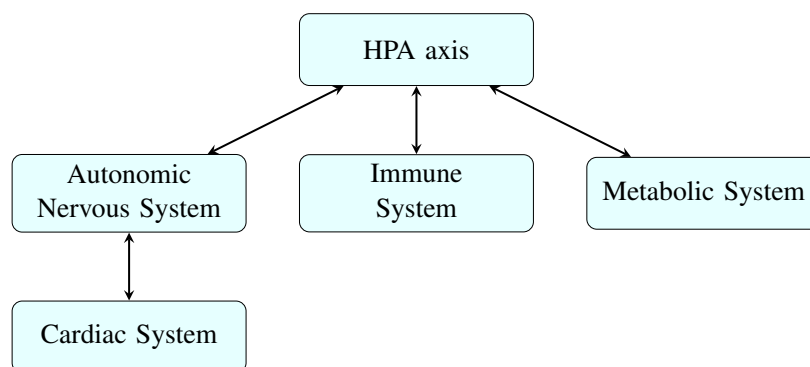 HPA axis
Autonomic
Nervous System
Immune
System
Metabolic System
Cardiac System